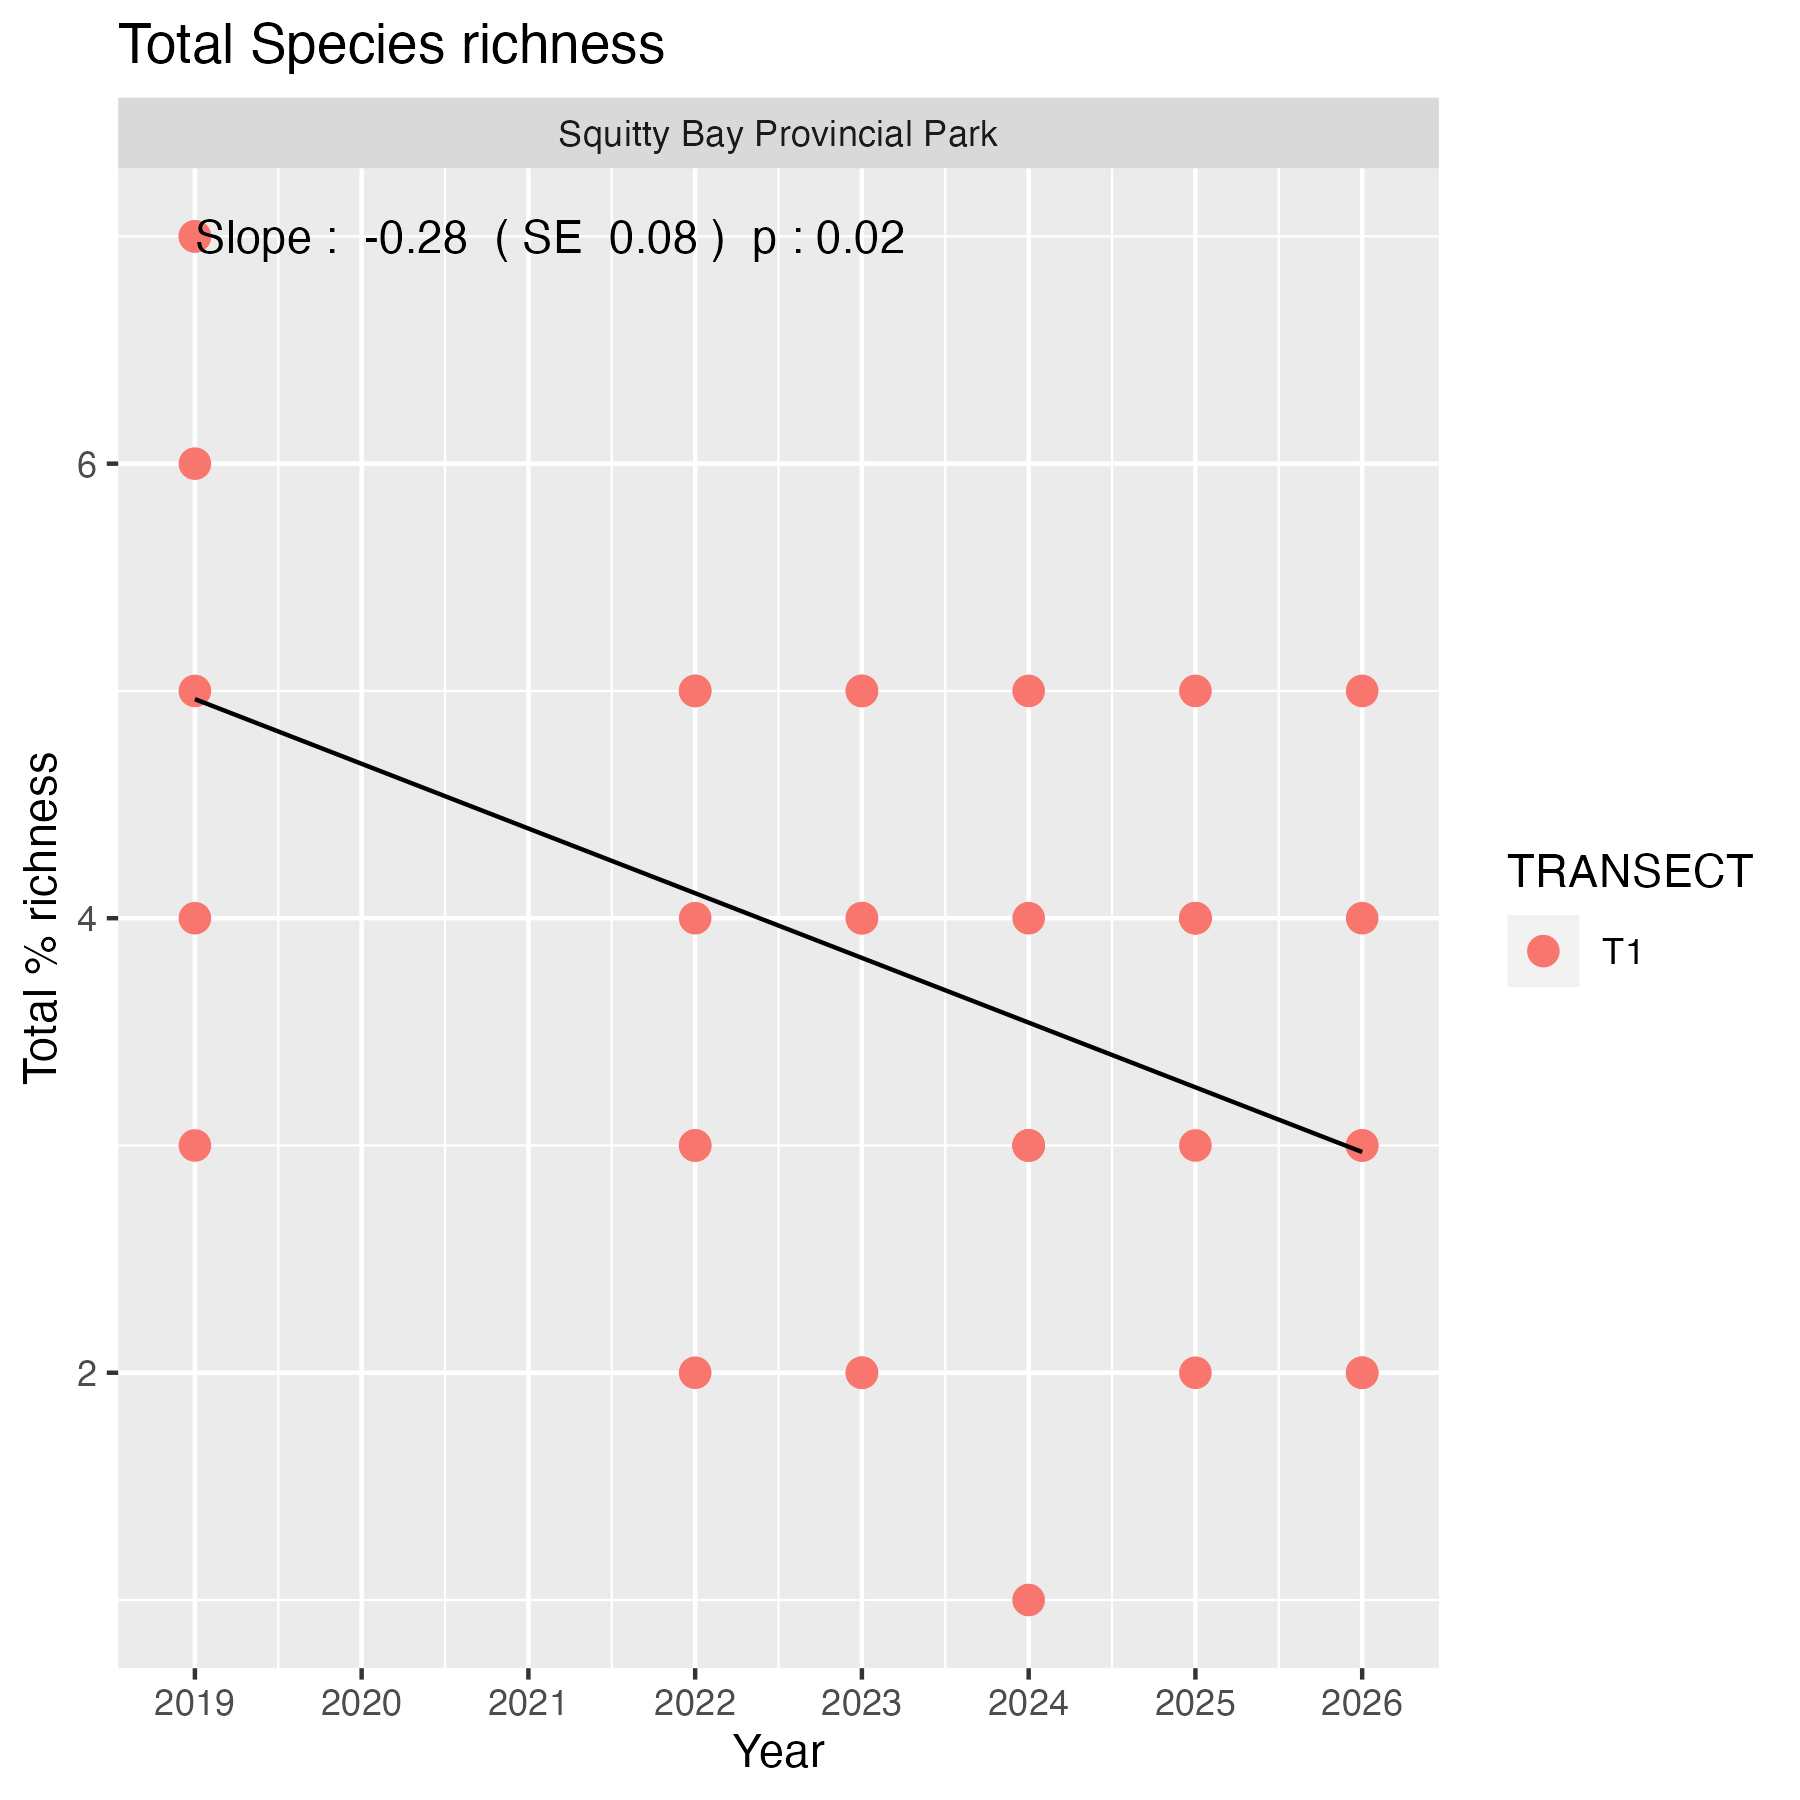 Total Species richness
Squitty Bay Provincial Park
Slope :  -0.28  ( SE  0.08 )  p : 0.02
6
4
2
Total % richness
2019 2020 2021 2022 2023 2024 2025 2026
Year
TRANSECT
T1